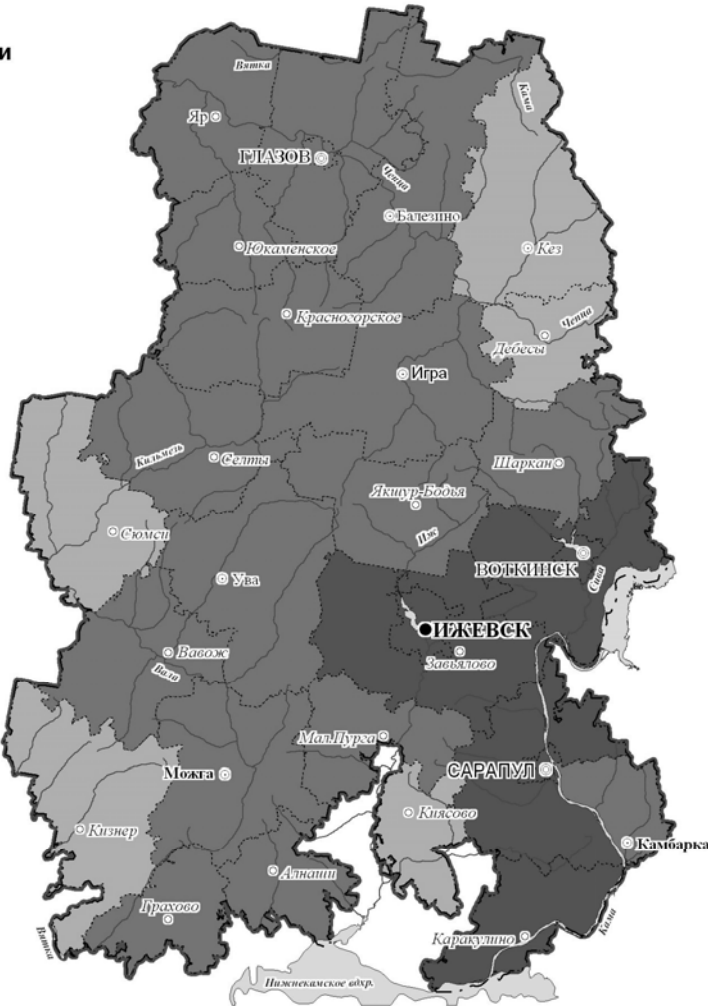 и
Вятка
Кама
Яр
ГЛАЗОВ
Чепца
Балезино
Юкаменское
Кез
Красногорское
Чепца
Дебесы
Игра
Кильмезь
Селты
Шаркан
Якшур-Бодья
Сюмси
Иж
ВОТКИНСК
Ува
Сива
ИЖЕВСК
Вавож
Завьялово
Вала
Мал.Пурга
Можга
САРАПУЛ
Киясово
Кизнер
Камбарка
Алнаши
Грахово
Кама
Вятка
Каракулино
Нижнекамское вдхр.